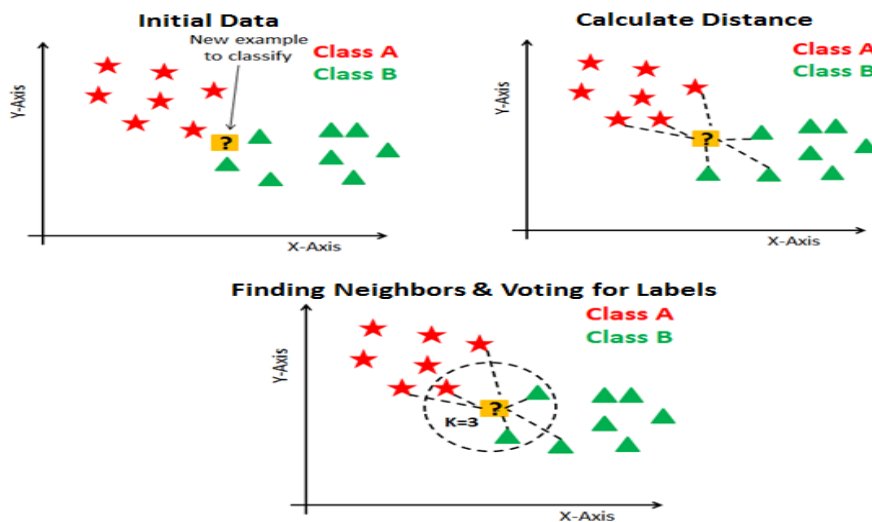 Initial Data
New example
to classify
Class A
Class B
?
Y-Axis
X-Axis
Calculate Distance
Class A
Class B
?
Y-Axis
X-Axis
Finding Neighbors & Voting for Labels
Class A
Class B
?
K=3
Y-Axis
X-Axis